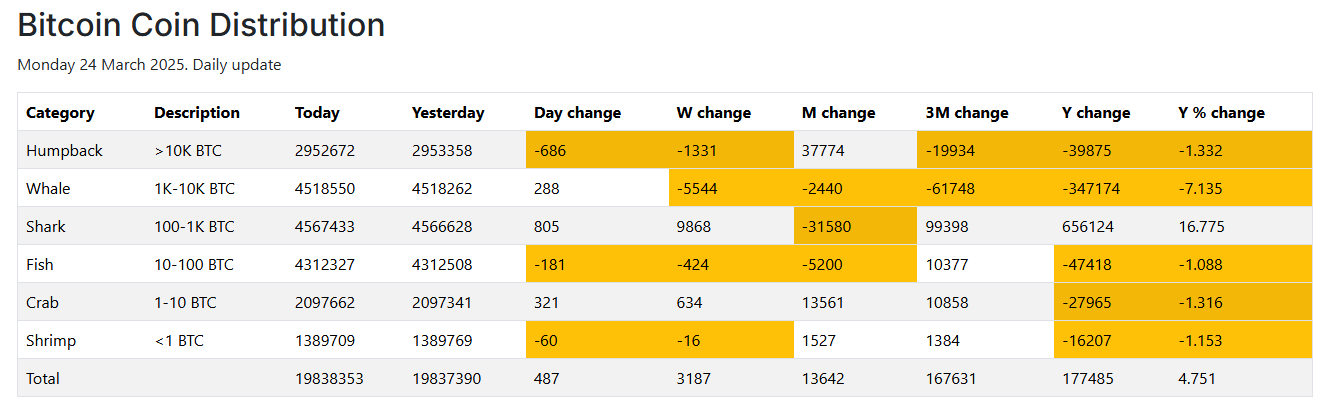 Bitcoin Coin Distribution
Monday 24 March 2025. Daily update
Category Description Today Yesterday Day change W change M change 3M change Y change Y % change
Humpback >10K BTC 2952672 2953358 -686 -1331 37774 -19934 -39875 -1.332
Whale 1K-10K BTC 4518550 4518262 288 -5544 -2440 -61748 -347174 -7.135
Shark 100-1K BTC 4567433 4566628 805 9868 -31580 99398 656124 16.775
Fish 10-100 BTC 4312327 4312508 -181 -424 -5200 10377 -47418 -1.088
Crab 1-10 BTC 2097662 2097341 321 634 13561 10858 -27965 -1.316
Shrimp <1 BTC 1389709 1389769 -60 -16 1527 1384 -16207 -1.153
Total 19838353 19837390 487 3187 13642 167631 177485 4.751